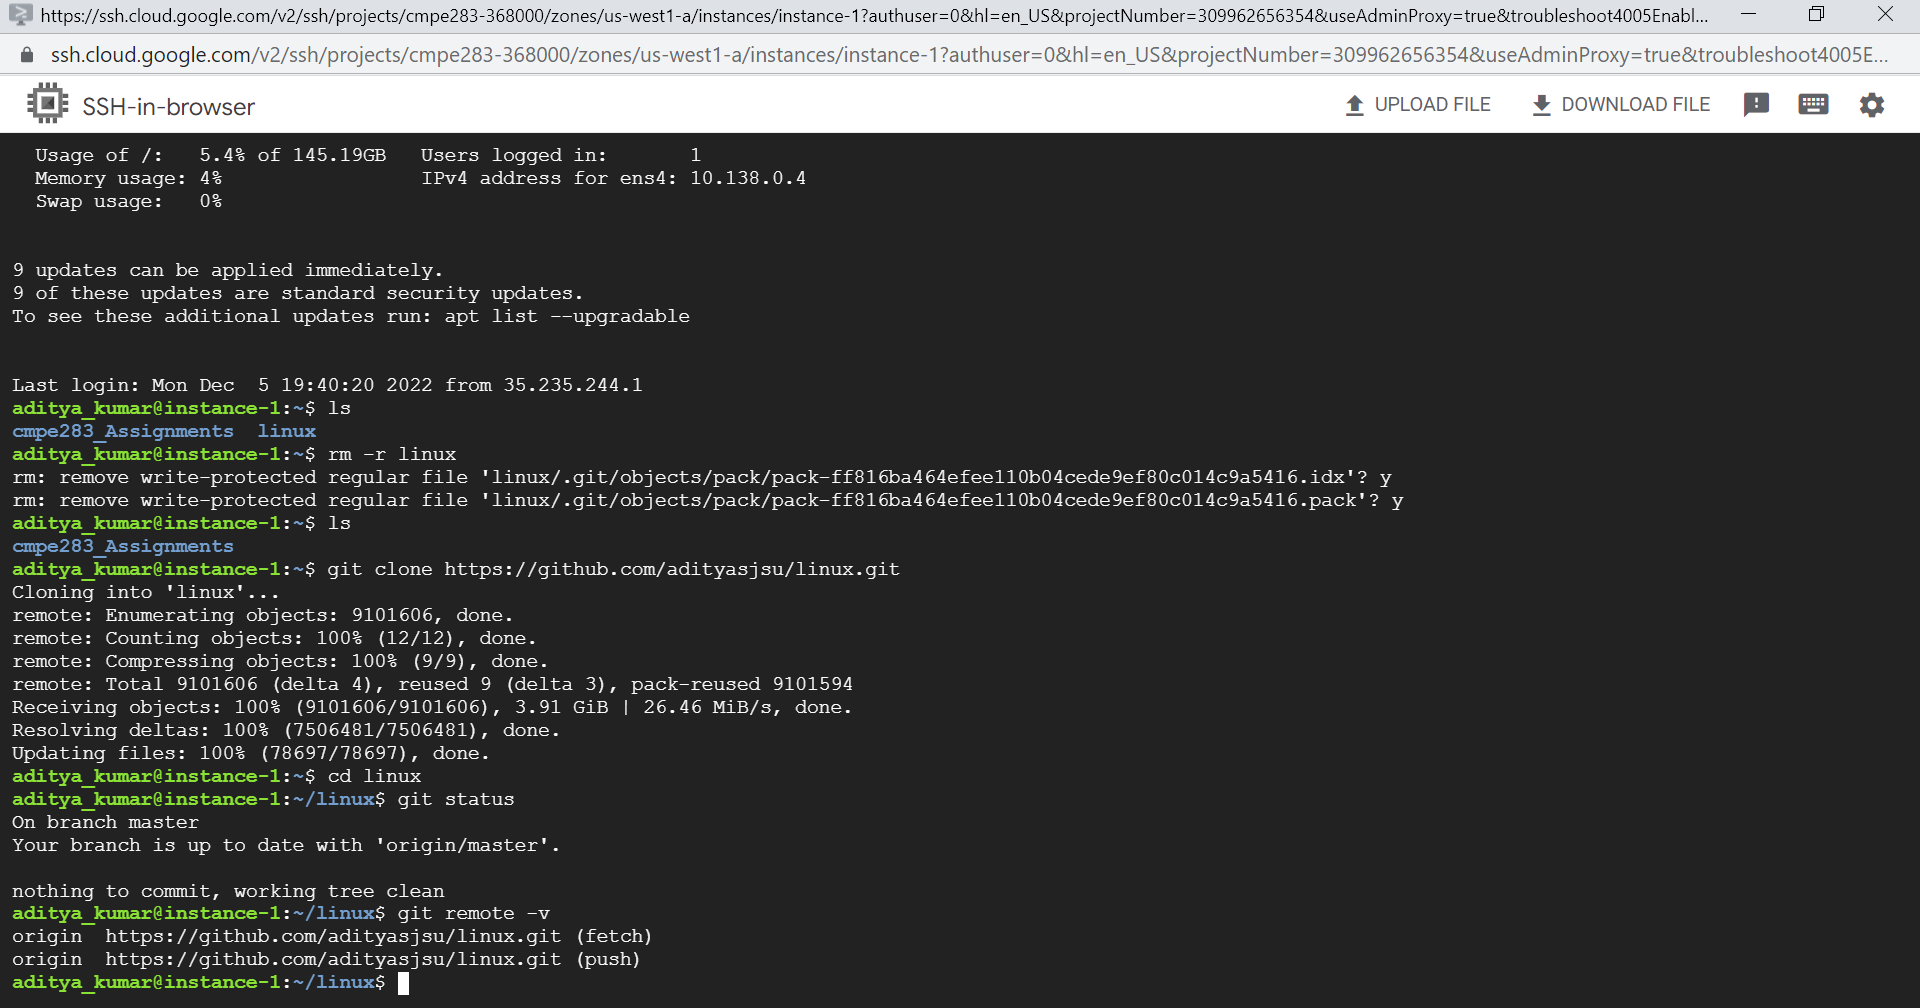 https://ssh.cloud.google.com/v2/ssh/projects/cmpe283-368000/zones/us-west1-a/instances/instance-1?authuser=0&hl=en_US&projectNumber=309962656354&useAdminProxy=true&troubleshoot4005Enabl...
ssh.cloud.google.com/v2/ssh/projects/cmpe283-368000/zones/us-west1-a/instances/instance-1?authuser=0&hl=en_US&projectNumber=309962656354&useAdminProxy=true&troubleshoot4005E...
SSH-in-browser UPLOAD FILE DOWNLOAD FILE
Usage of /: 5.4% of 145.19GB Users logged in: 1
Memory usage: 4% IPv4 address for ens4: 10.138.0.4
Swap usage: 0%
9 updates can be applied immediately.
9 of these updates are standard security updates.
To see these additional updates run: apt list --upgradable
Last login: Mon Dec  5 19:40:20 2022 from 35.235.244.1
aditya_kumar@instance-1:~$ ls
cmpe283_Assignments  linux
aditya_kumar@instance-1:~$ rm -r linux
rm: remove write-protected regular file 'linux/.git/objects/pack/pack-ff816ba464efee110b04cede9ef80c014c9a5416.idx'? y
rm: remove write-protected regular file 'linux/.git/objects/pack/pack-ff816ba464efee110b04cede9ef80c014c9a5416.pack'? y
aditya_kumar@instance-1:~$ ls
cmpe283_Assignments
aditya_kumar@instance-1:~$ git clone https://github.com/adityasjsu/linux.git
Cloning into 'linux'...
remote: Enumerating objects: 9101606, done.
remote: Counting objects: 100% (12/12), done.
remote: Compressing objects: 100% (9/9), done.
remote: Total 9101606 (delta 4), reused 9 (delta 3), pack-reused 9101594
Receiving objects: 100% (9101606/9101606), 3.91 GiB | 26.46 MiB/s, done.
Resolving deltas: 100% (7506481/7506481), done.
Updating files: 100% (78697/78697), done.
aditya_kumar@instance-1:~$ cd linux
aditya_kumar@instance-1:~/linux$ git status
On branch master
Your branch is up to date with 'origin/master'.
nothing to commit, working tree clean
aditya_kumar@instance-1:~/linux$ git remote -v
origin  https://github.com/adityasjsu/linux.git (fetch)
origin  https://github.com/adityasjsu/linux.git (push)
aditya_kumar@instance-1:~/linux$